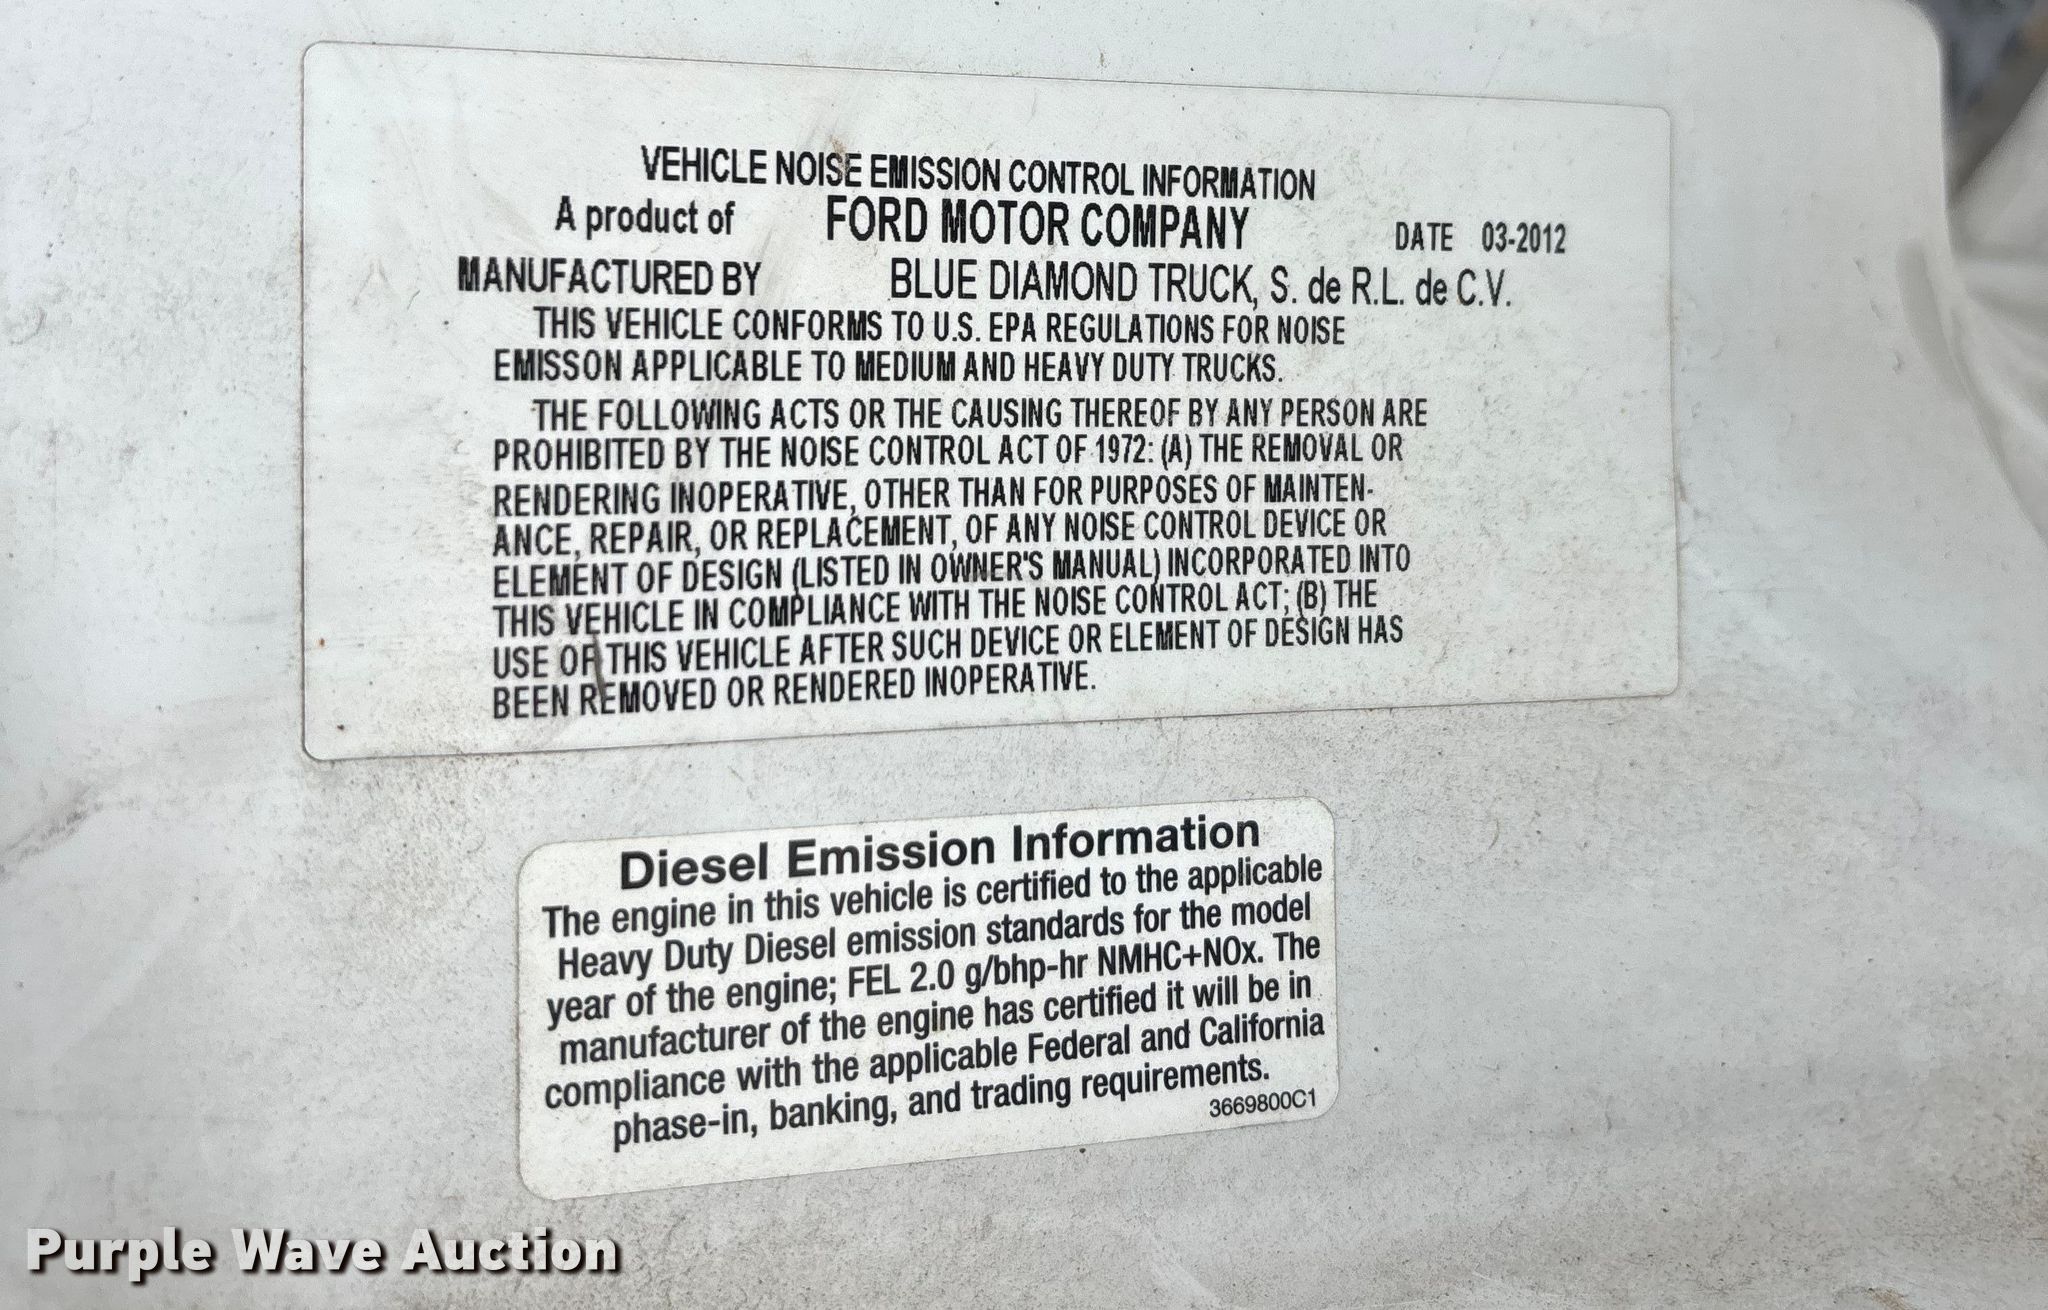 VEHICLE NOISE EMISSION CONTROL INFORMATION
A product of FORD MOTOR COMPANY DATE 03-2012
MANUFACTURED BY BLUE DIAMOND TRUCK, S. de R.L. de C.V.
THIS VEHICLE CONFORMS TO U.S. EPA REGULATIONS FOR NOISE
EMISSON APPLICABLE TO MEDIUM AND HEAVY DUTY TRUCKS.
THE FOLLOWING ACTS OR THE CAUSING THEREOF BY ANY PERSON ARE
PROHIBITED BY THE NOISE CONTROL ACT OF 1972: (A) THE REMOVAL OR
RENDERING INOPERATIVE, OTHER THAN FOR PURPOSES OF MAINTEN-
ANCE, REPAIR, OR REPLACEMENT, OF ANY NOISE CONTROL DEVICE OR
ELEMENT OF DESIGN (LISTED IN OWNER'S MANUAL) INCORPORATED INTO
THIS VEHICLE IN COMPLIANCE WITH THE NOISE CONTROL ACT; (B) THE
USE OF THIS VEHICLE AFTER SUCH DEVICE OR ELEMENT OF DESIGN HAS
BEEN REMOVED OR RENDERED INOPERATIVE.
Diesel Emission Information
The engine in this vehicle is certified to the applicable
Heavy Duty Diesel emission standards for the model
year of the engine; FEL 2.0 g/bhp-hr NMHC+NOx. The
manufacturer of the engine has certified it will be in
compliance with the applicable Federal and California
phase-in, banking, and trading requirements.
3669800C1
Purple Wave Auction